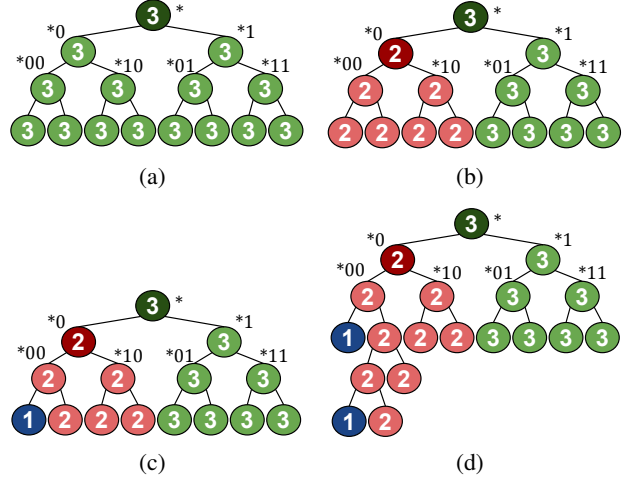 3 *
*0 3 3 *1
*00 3 3 *10 *01 3 3 *11
3 3 3 3 3 3 3 3
(a)
3 *
*0 2 3 *1
*00 2 2 *10 *01 3 3 *11
2 2 2 2 3 3 3 3
(b)
3 *
*0 2 3 *1
*00 2 2 *10 *01 3 3 *11
1 2 2 2 3 3 3 3
(c)
3 *
*0 2 3 *1
*00 2 2 *10 *01 3 3 *11
1 2 2 2 3 3 3 3
2 2
1 2
(d)